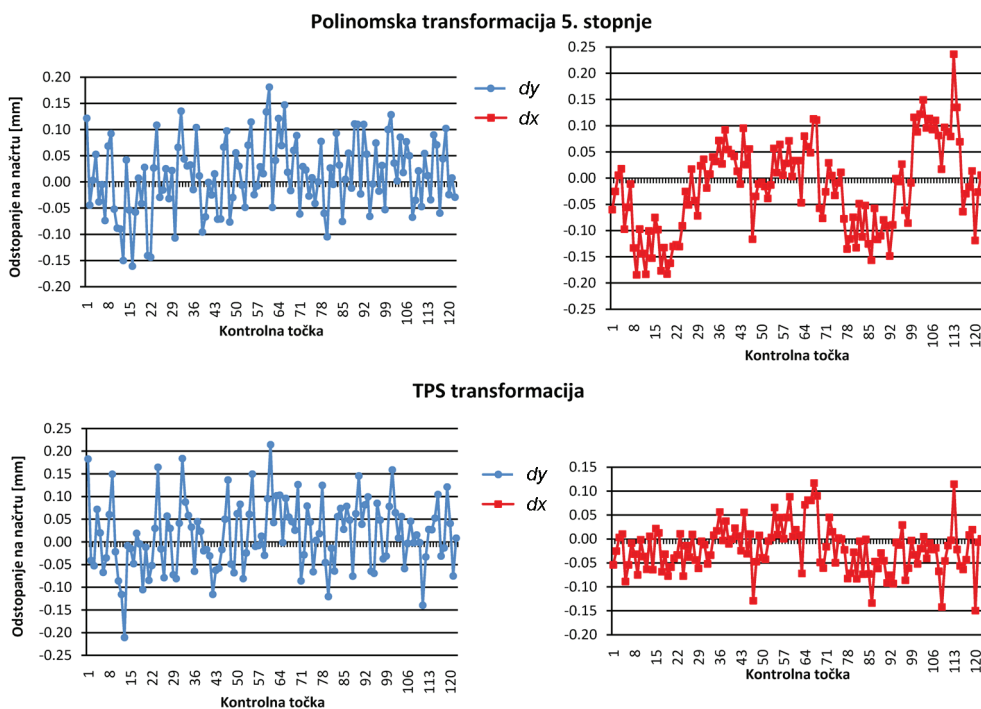 Polinomska transformacija 5. stopnje
Odstopanje na načrtu [mm]
0.20
0.15
0.10
0.05
0.00
-0.05
-0.10
-0.15
-0.20
1 8 15 22 29 36 43 50 57 64 71 78 85 92 99 106 113 120
Kontrolna točka
dy
dx
0.25
0.20
0.15
0.10
0.05
0.00
-0.05
-0.10
-0.15
-0.20
-0.25
1 8 15 22 29 36 43 50 57 64 71 78 85 92 99 106 113 120
Kontrolna točka
TPS transformacija
Odstopanje na načrtu [mm]
0.25
0.20
0.15
0.10
0.05
0.00
-0.05
-0.10
-0.15
-0.20
-0.25
1 8 15 22 29 36 43 50 57 64 71 78 85 92 99 106 113 120
Kontrolna točka
dy
dx
0.15
0.10
0.05
0.00
-0.05
-0.10
-0.15
-0.20
1 8 15 22 29 36 43 50 57 64 71 78 85 92 99 106 113 120
Kontrolna točka